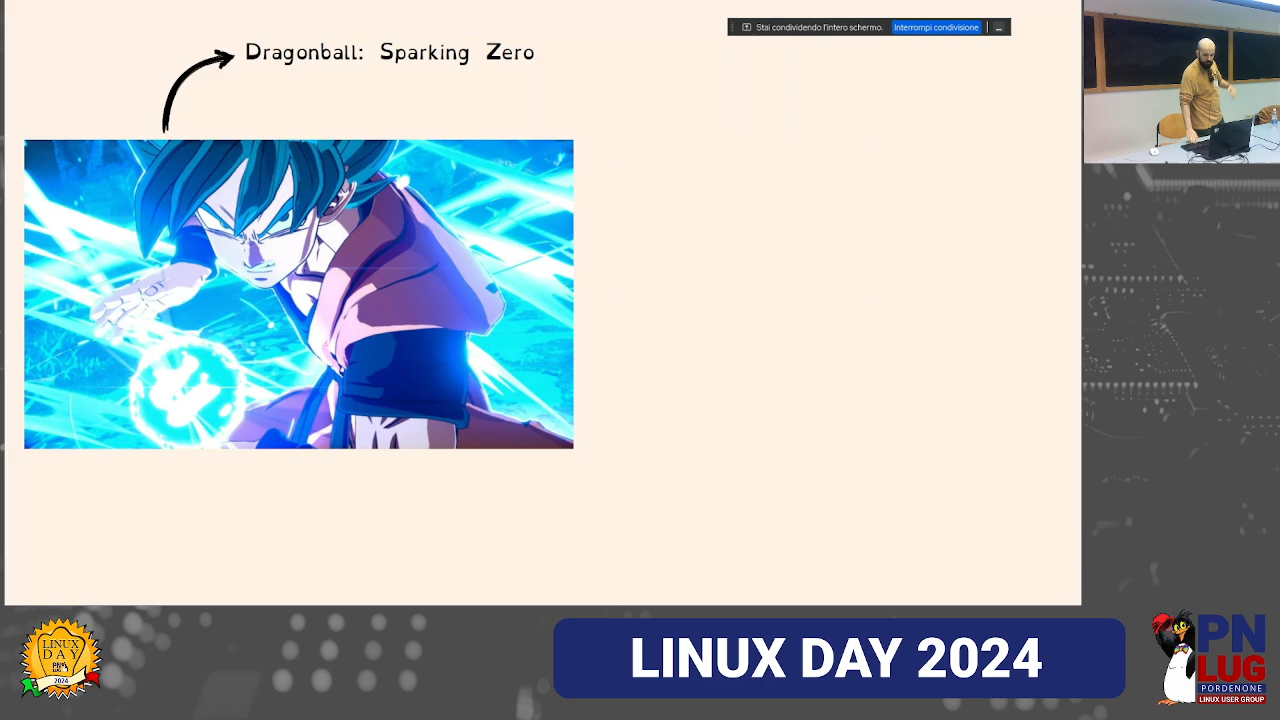 Dragonball: Sparking Zero
Stai condividendo l'intero schermo. Interrompi condivisione
LINUX
DAY
2024
LINUX DAY 2024
PN
LUG
PORDENONE
LINUX USER GROUP